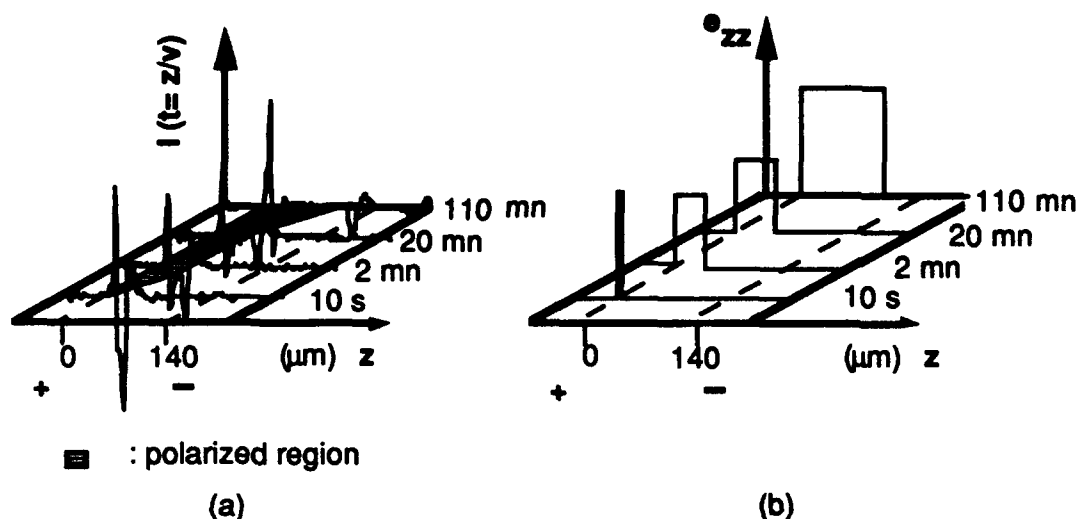 I (t= z/v)
110 mn
20 mn
2 mn
10 s
0
140
(µm) z
+
−
: polarized region
(a)
e zz
110 mn
20 mn
2 mn
10 s
0
140
(µm) z
+
−
(b)